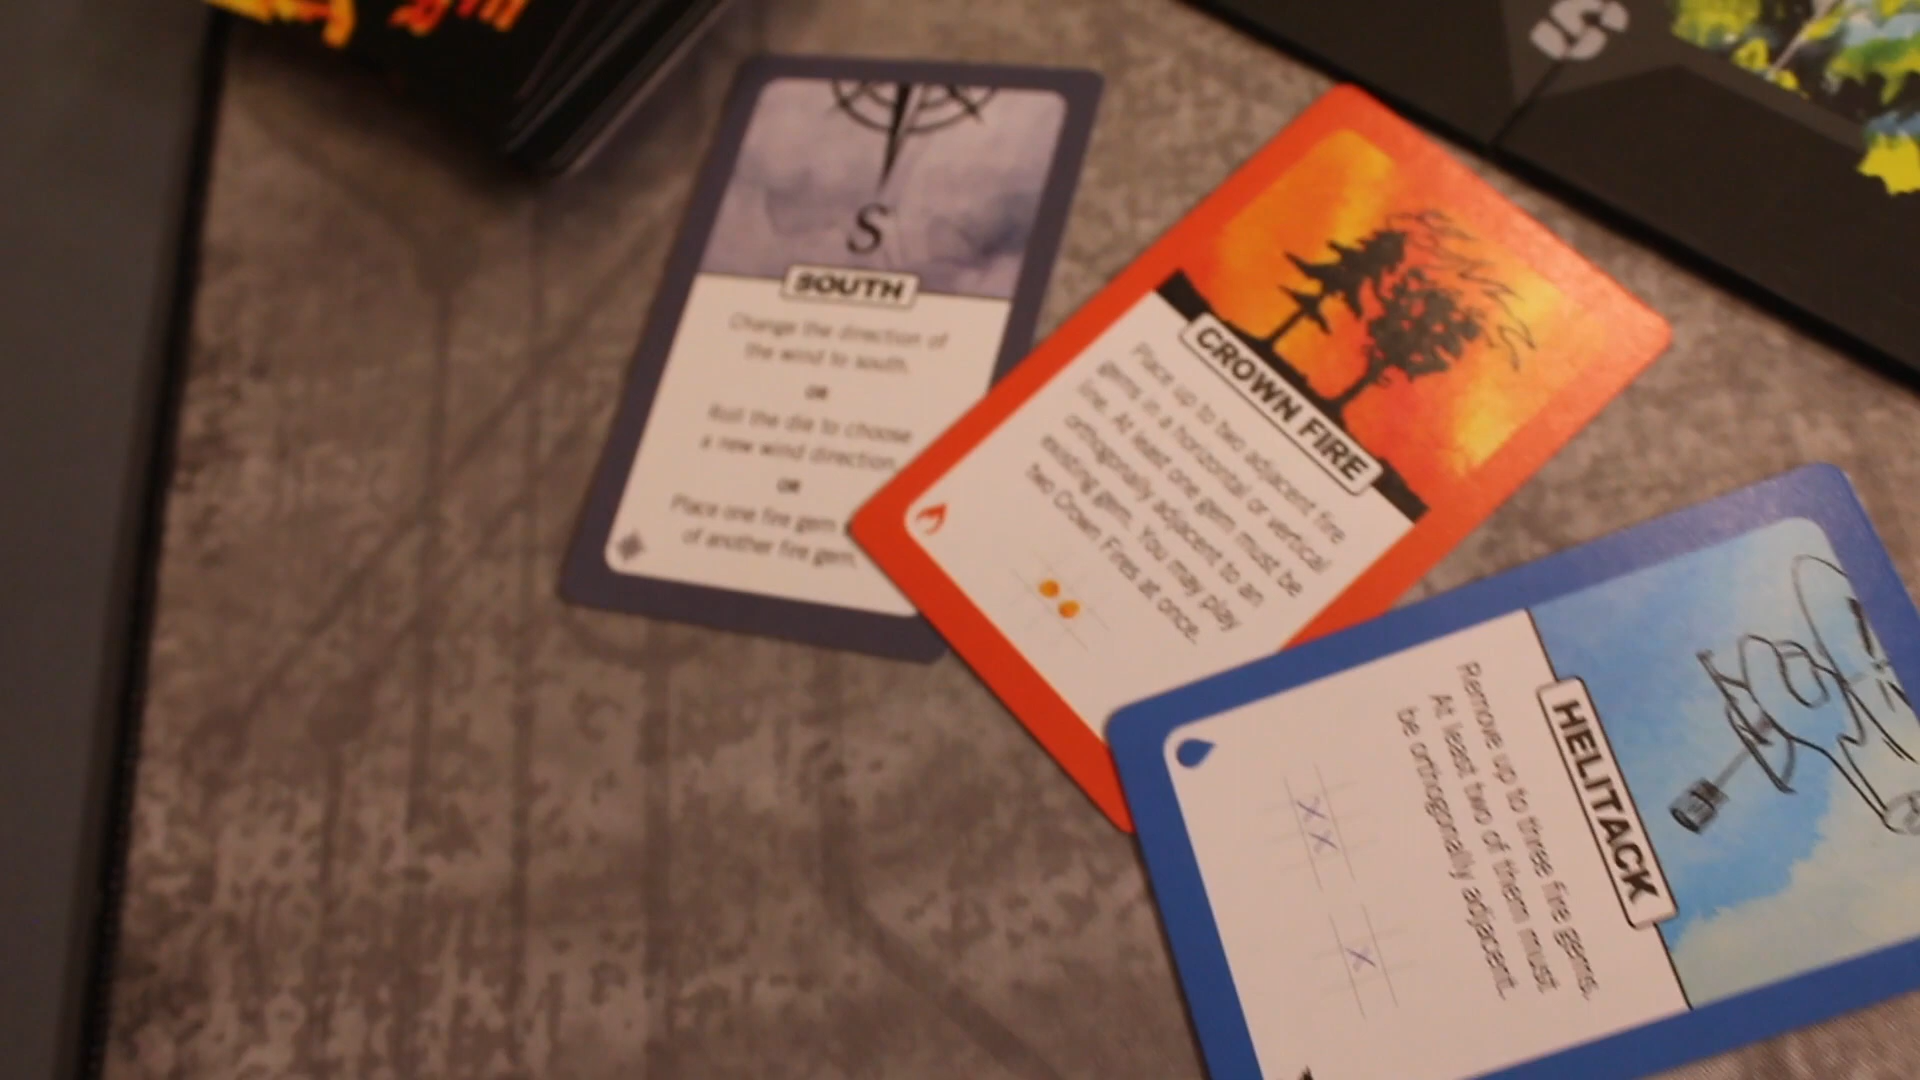 S
SOUTH
Change the direction of
the wind to south.
OR
Roll the die to choose
a new wind direction.
OR
Place one fire gem
of another fire gem.
CROWN FIRE
Place up to two adjacent fire
gems in a horizontal or vertical
line. At least one gem must be
orthogonally adjacent to an
existing gem. You may play
two Crown Fires at once.
HELITACK
Remove up to three fire gems.
At least two of them must
be orthogonally adjacent.
X X
X
5